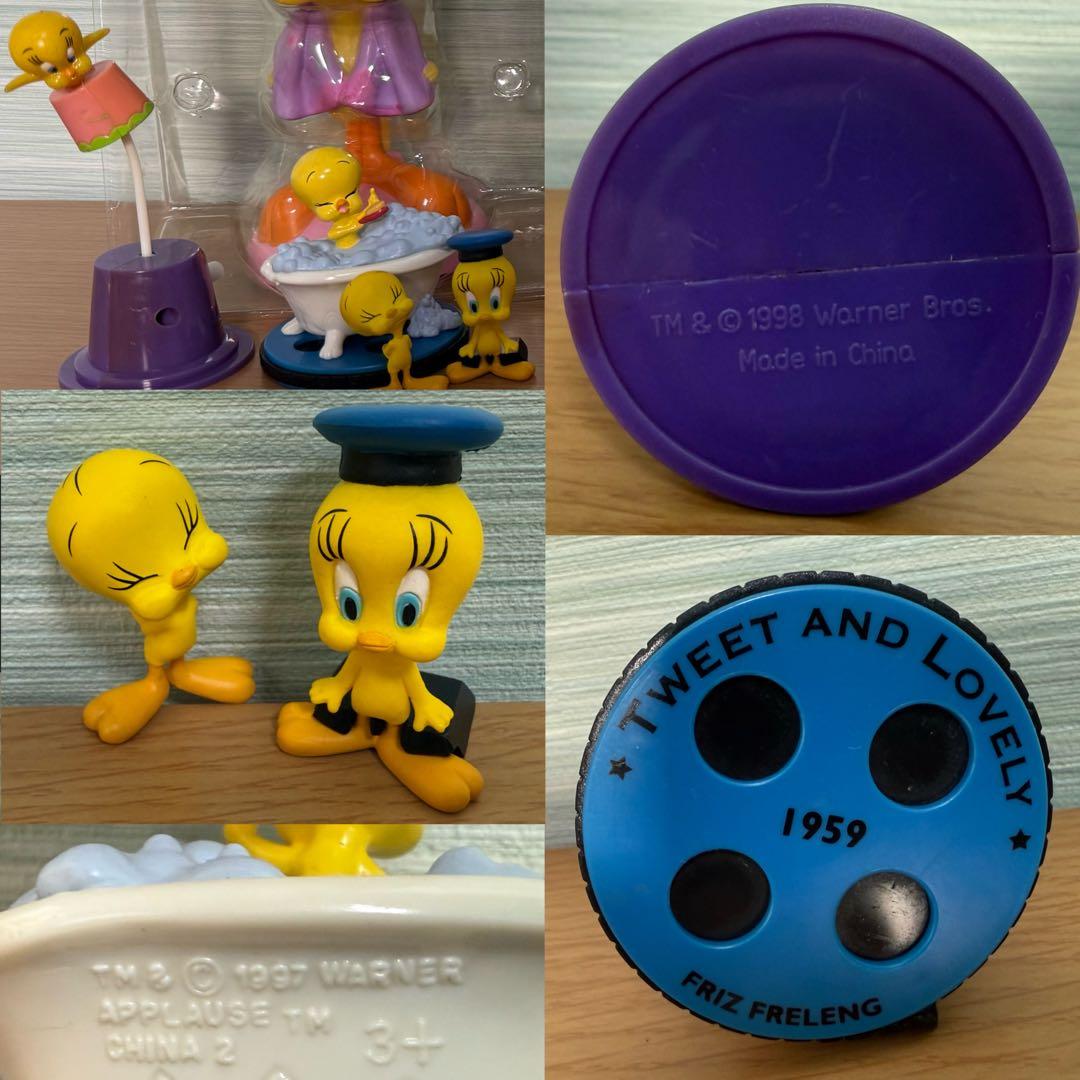 TM & © 1998 Warner Bros.
Made in China
TWEET AND LOVELY
1959
FRIZ FRELENG
TM & © 1997 WARNER
APPLAUSE TM
CHINA 2
3+